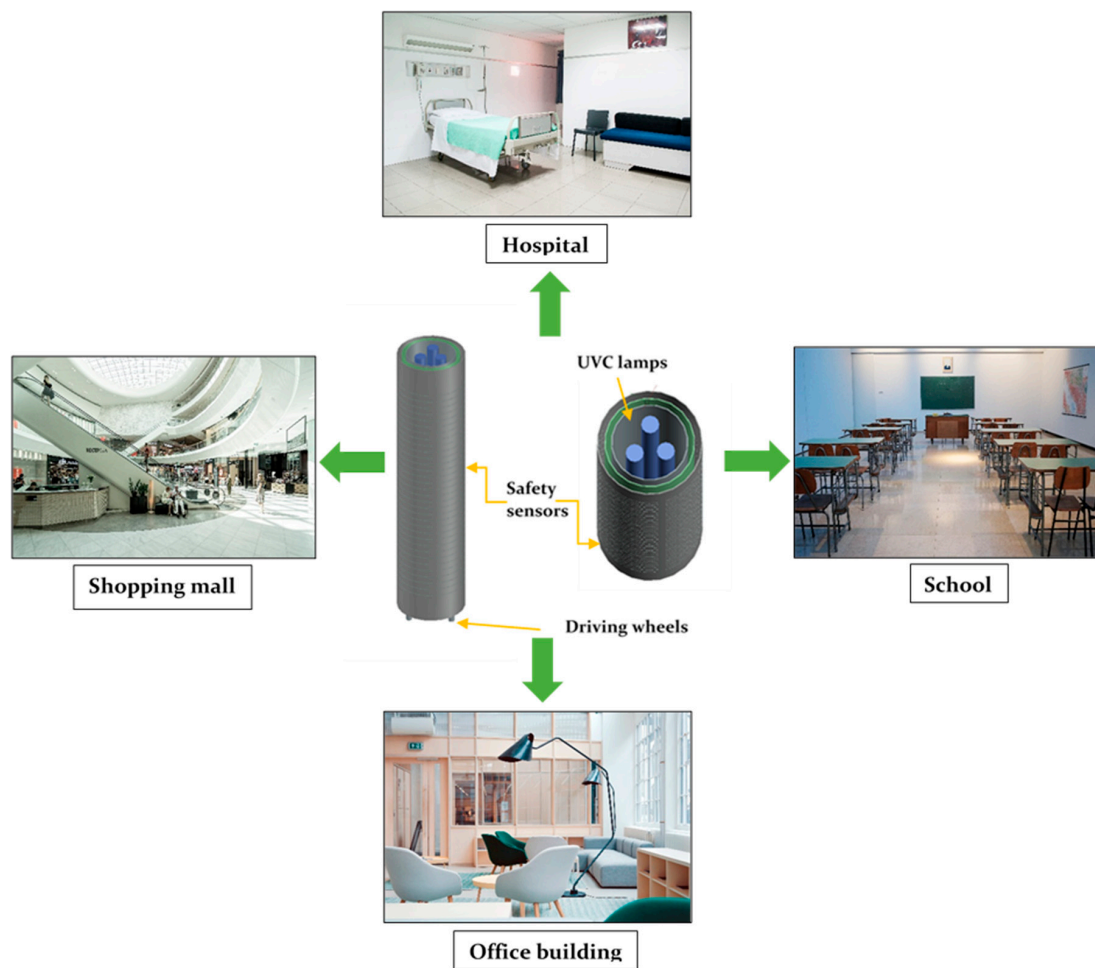 Hospital
UVC lamps
Safety
sensors
Shopping mall
School
Driving wheels
Office building